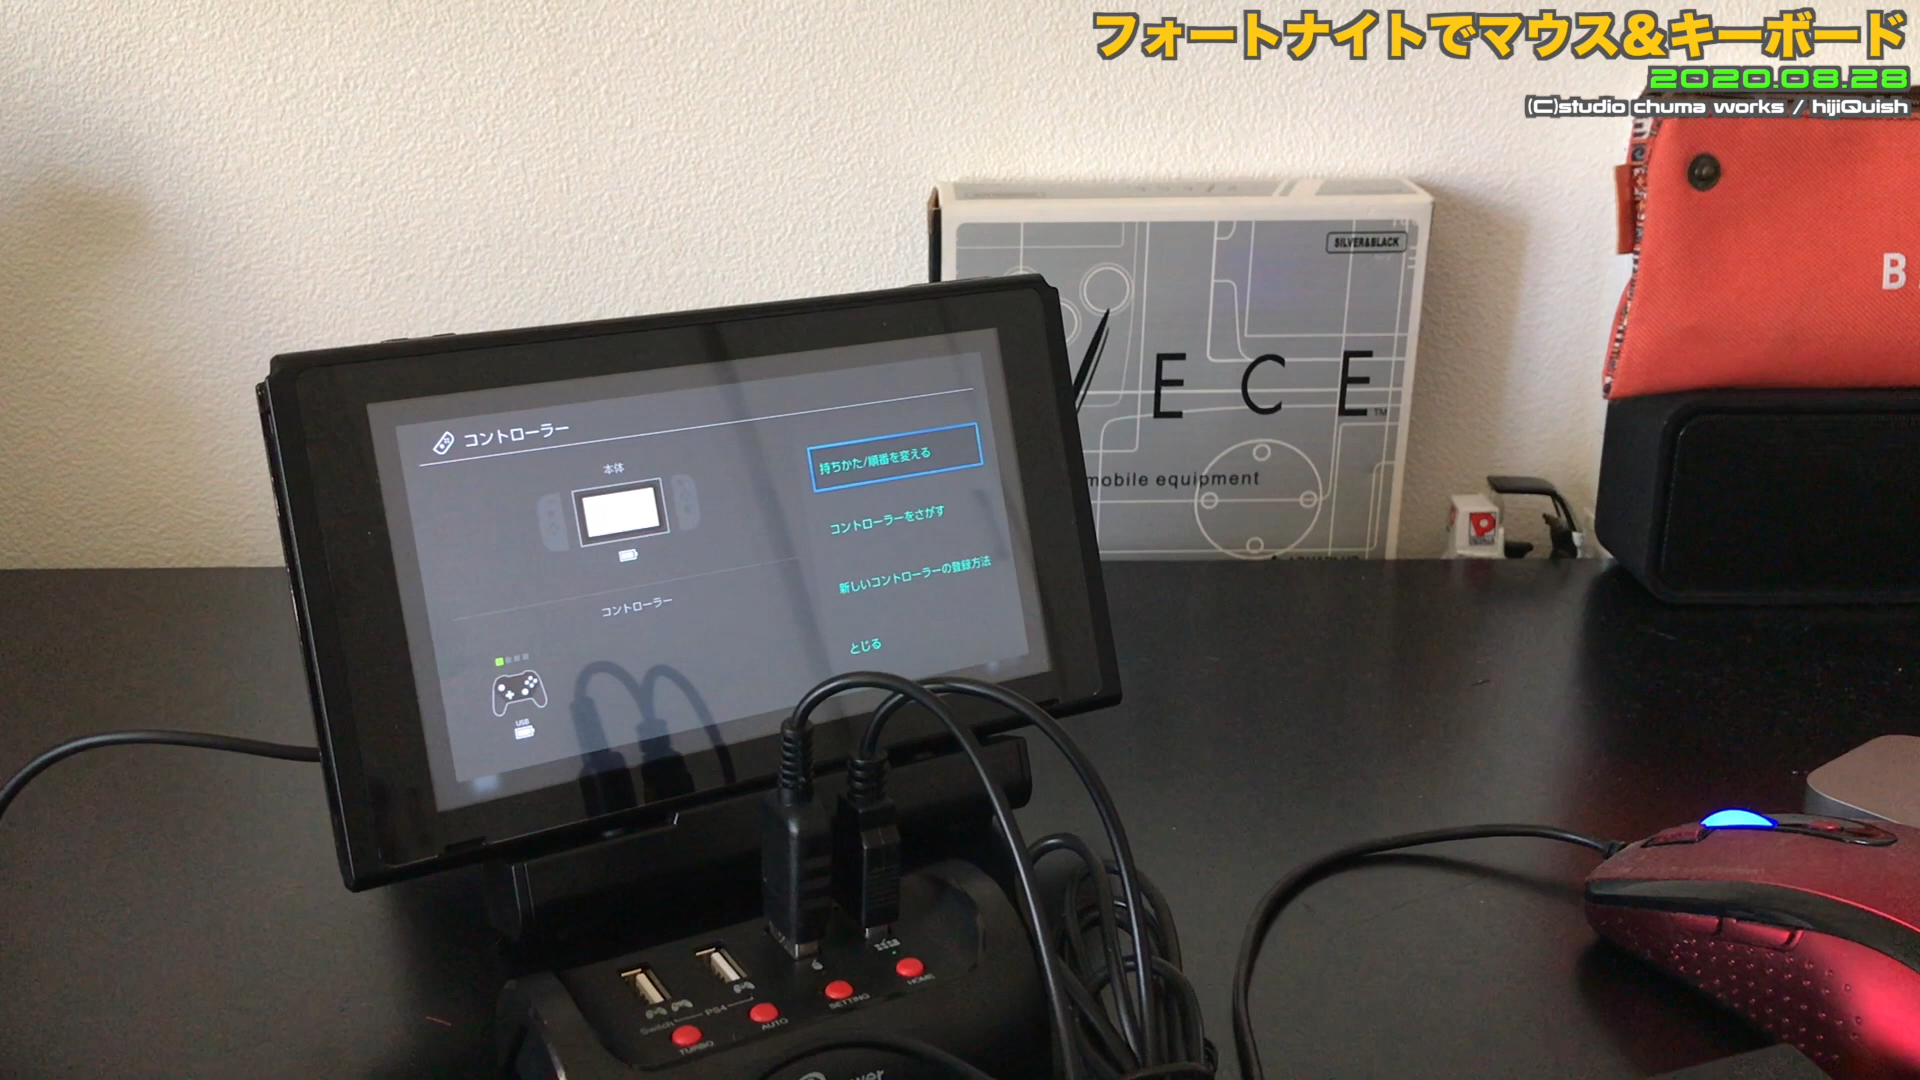 フォートナイトでマウス&キーボード
2020.08.28
(C)studio chuma works / hijiQuish
SILVER&BLACK
B
VECE™
mobile equipment
コントローラー
本体
持ちかた/順番を変える
コントローラーをさがす
新しいコントローラーの登録方法
とじる
コントローラー
USB
Switch
PS4
TURBO
AUTO
SETTING
HOME